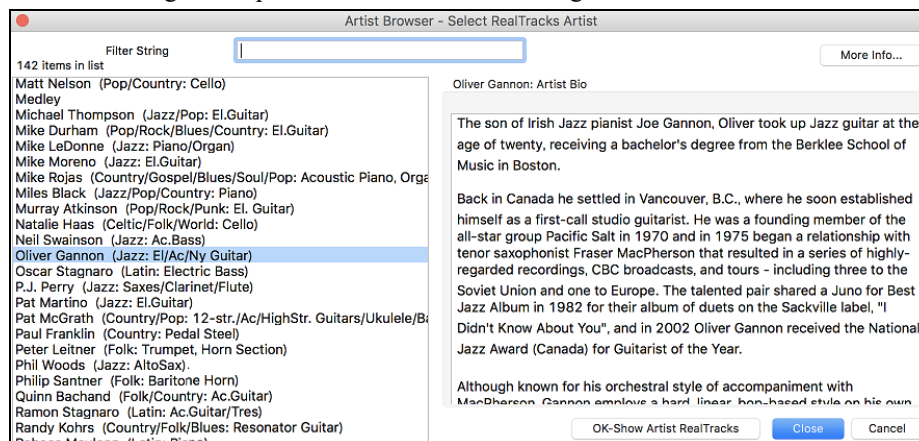 Artist Browser - Select RealTracks Artist
Filter String
142 items in list
More Info...
Matt Nelson (Pop/Country: Cello)
Medley
Michael Thompson (Jazz/Pop: El.Guitar)
Mike Durham (Pop/Rock/Blues/Country: El.Guitar)
Mike LeDonne (Jazz: Piano/Organ)
Mike Moreno (Jazz: El.Guitar)
Mike Rojas (Country/Gospel/Blues/Soul/Pop: Acoustic Piano, Orga
Miles Black (Jazz/Pop/Country: Piano)
Murray Atkinson (Pop/Rock/Punk: El. Guitar)
Natalie Haas (Celtic/Folk/World: Cello)
Neil Swainson (Jazz: Ac.Bass)
Oliver Gannon (Jazz: El/Ac/Ny Guitar)
Oscar Stagnaro (Latin: Electric Bass)
P.J. Perry (Jazz: Saxes/Clarinet/Flute)
Pat Martino (Jazz: El.Guitar)
Pat McGrath (Country/Pop: 12-str./Ac/HighStr. Guitars/Ukulele/Ba
Paul Franklin (Country: Pedal Steel)
Peter Leitner (Folk: Trumpet, Horn Section)
Phil Woods (Jazz: AltoSax).
Philip Santner (Folk: Baritone Horn)
Quinn Bachand (Folk/Country: Ac.Guitar)
Ramon Stagnaro (Latin: Ac.Guitar/Tres)
Randy Kohrs (Country/Folk/Blues: Resonator Guitar)
Oliver Gannon: Artist Bio
The son of Irish Jazz pianist Joe Gannon, Oliver took up Jazz guitar at the
age of twenty, receiving a bachelor's degree from the Berklee School of
Music in Boston.
Back in Canada he settled in Vancouver, B.C., where he soon established
himself as a first-call studio guitarist. He was a founding member of the
all-star group Pacific Salt in 1970 and in 1975 began a relationship with
tenor saxophonist Fraser MacPherson that resulted in a series of highly-
regarded recordings, CBC broadcasts, and tours - including three to the
Soviet Union and one to Europe. The talented pair shared a Juno for Best
Jazz Album in 1982 for their album of duets on the Sackville label, "I
Didn't Know About You", and in 2002 Oliver Gannon received the National
Jazz Award (Canada) for Guitarist of the Year.
Although known for his orchestral style of accompaniment with
MacPherson, Gannon employs a hard, linear, bop-based style on his own
OK-Show Artist RealTracks
Close
Cancel